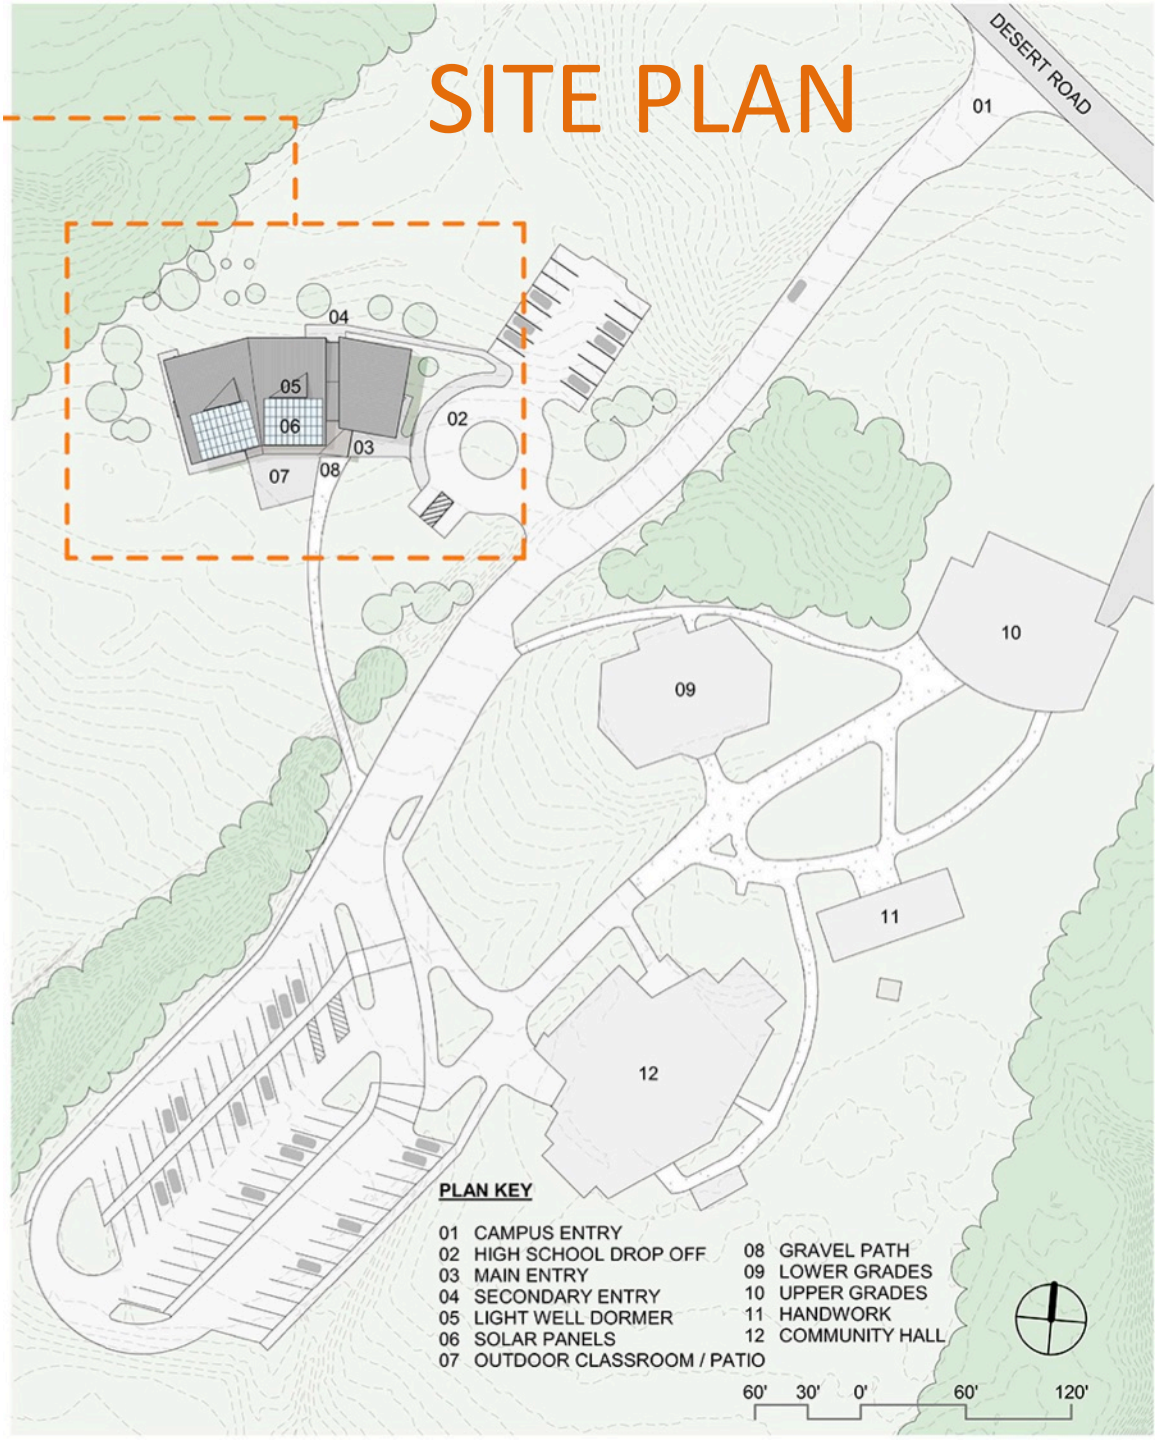 SITE PLAN
DESERT ROAD
01
04
05
02
06
03
08
07
10
09
11
12
PLAN KEY
01 CAMPUS ENTRY
02 HIGH SCHOOL DROP OFF
03 MAIN ENTRY
04 SECONDARY ENTRY
05 LIGHT WELL DORMER
06 SOLAR PANELS
07 OUTDOOR CLASSROOM / PATIO
08 GRAVEL PATH
09 LOWER GRADES
10 UPPER GRADES
11 HANDWORK
12 COMMUNITY HALL
60' 30' 0' 60' 120'